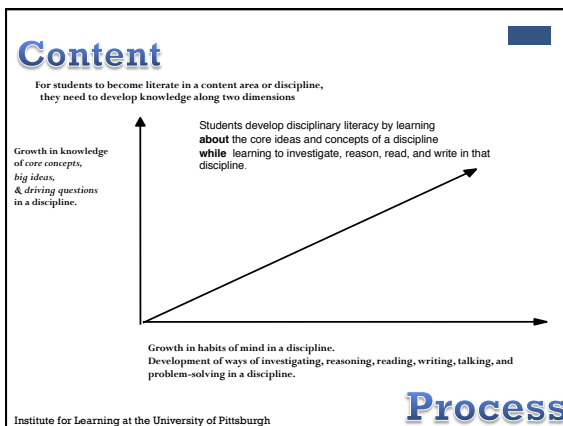 Content
For students to become literate in a content area or discipline,
they need to develop knowledge along two dimensions
Students develop disciplinary literacy by learning
about the core ideas and concepts of a discipline
while learning to investigate, reason, read, and write in that
discipline.
Growth in knowledge
of core concepts,
big ideas,
& driving questions
in a discipline.
Growth in habits of mind in a discipline.
Development of ways of investigating, reasoning, reading, writing, talking, and
problem-solving in a discipline.
Process
Institute for Learning at the University of Pittsburgh